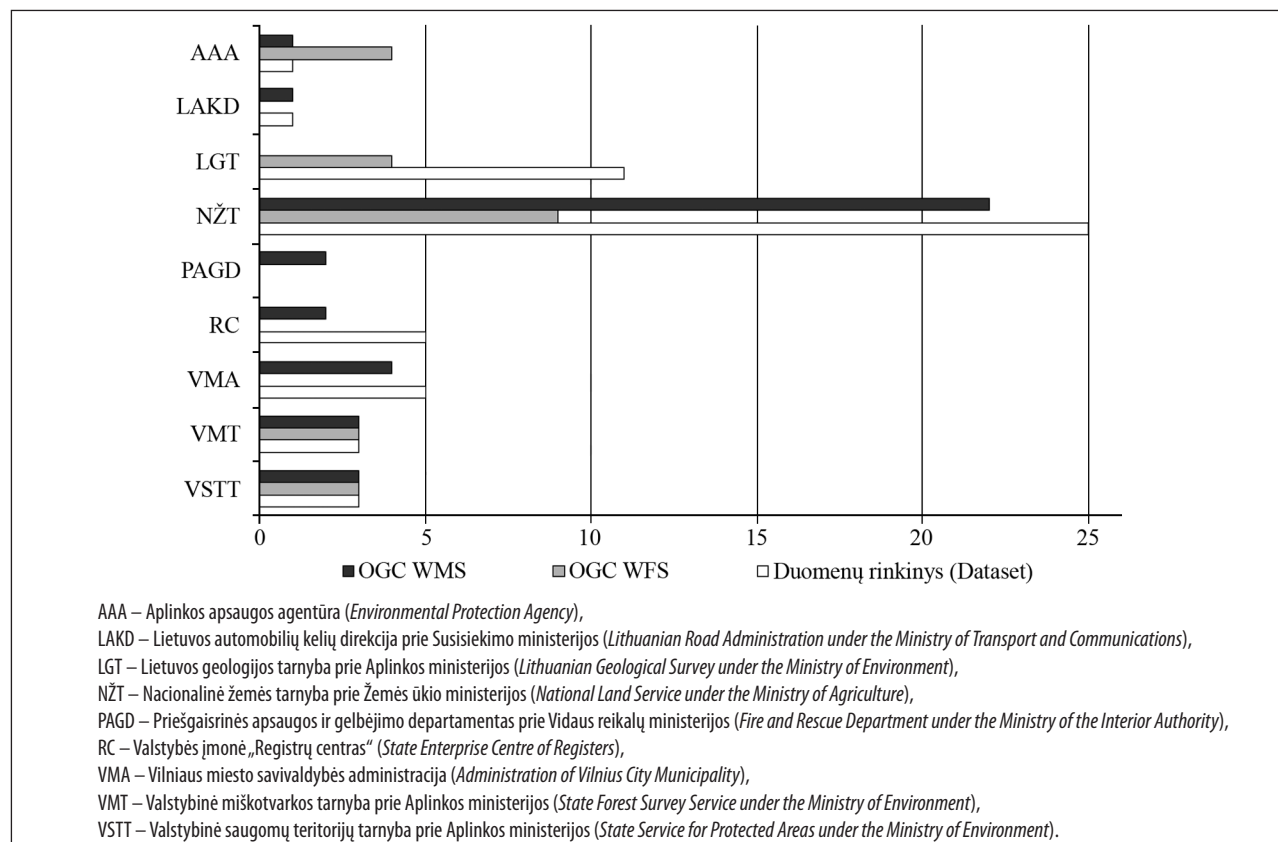 AAA
LAKD
LGT
NŽT
PAGD
RC
VMA
VMT
VSTT
0 5 10 15 20 25
OGC WMS OGC WFS Duomenų rinkinys (Dataset)
AAA – Aplinkos apsaugos agentūra (Environmental Protection Agency),
LAKD – Lietuvos automobilių kelių direkcija prie Susisiekimo ministerijos (Lithuanian Road Administration under the Ministry of Transport and Communications),
LGT – Lietuvos geologijos tarnyba prie Aplinkos ministerijos (Lithuanian Geological Survey under the Ministry of Environment),
NŽT – Nacionalinė žemės tarnyba prie Žemės ūkio ministerijos (National Land Service under the Ministry of Agriculture),
PAGD – Priešgaisrinės apsaugos ir gelbėjimo departamentas prie Vidaus reikalų ministerijos (Fire and Rescue Department under the Ministry of the Interior Authority),
RC – Valstybės įmonė „Registrų centras“ (State Enterprise Centre of Registers),
VMA – Vilniaus miesto savivaldybės administracija (Administration of Vilnius City Municipality),
VMT – Valstybinė miškotvarkos tarnyba prie Aplinkos ministerijos (State Forest Survey Service under the Ministry of Environment),
VSTT – Valstybinė saugomų teritorijų tarnyba prie Aplinkos ministerijos (State Service for Protected Areas under the Ministry of Environment).